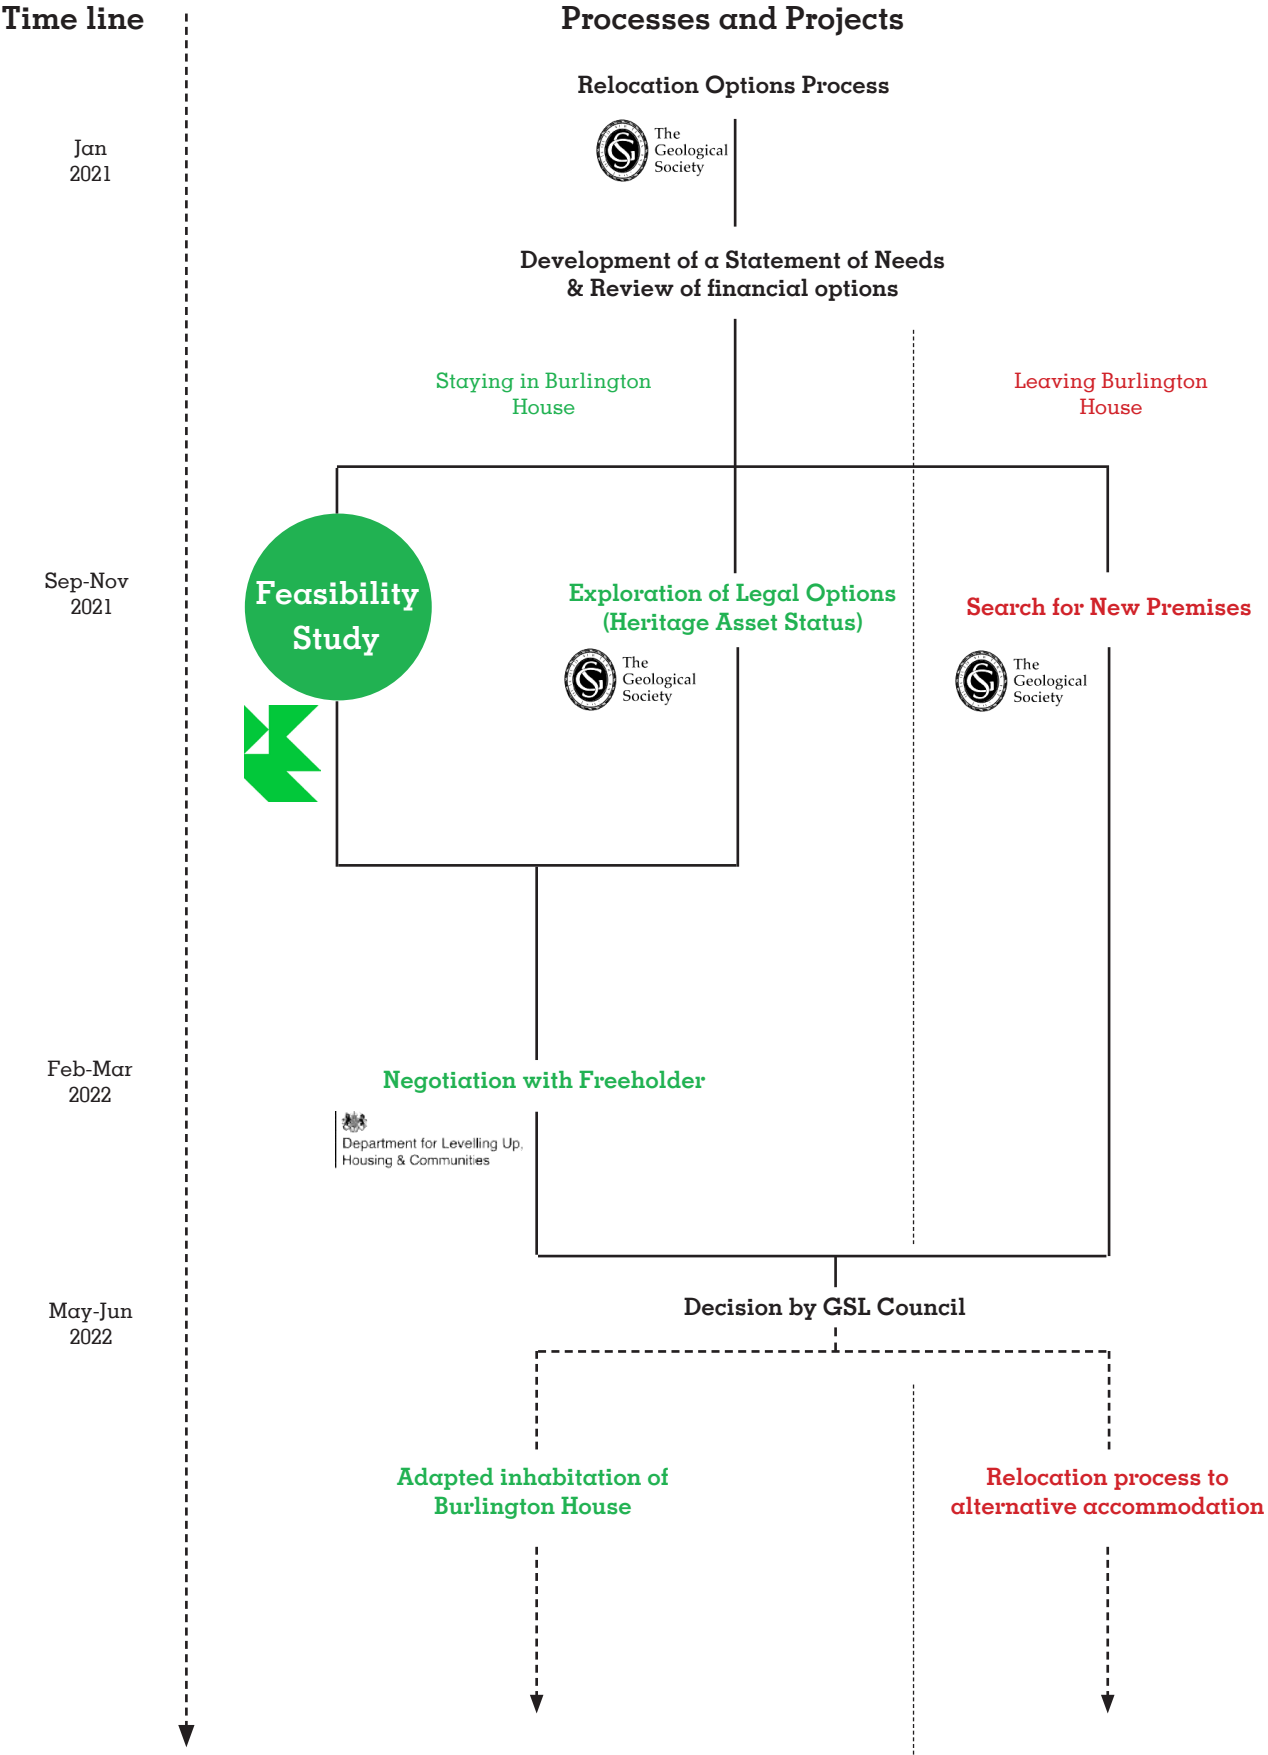 Time line
Processes and Projects
Relocation Options Process
Jan
2021
The
Geological
Society
Development of a Statement of Needs
& Review of financial options
Staying in Burlington
House
Leaving Burlington
House
Sep-Nov
2021
Feasibility
Study
Exploration of Legal Options
(Heritage Asset Status)
The
Geological
Society
Search for New Premises
The
Geological
Society
Feb-Mar
2022
Negotiation with Freeholder
Department for Levelling Up,
Housing & Communities
May-Jun
2022
Decision by GSL Council
Adapted inhabitation of
Burlington House
Relocation process to
alternative accommodation